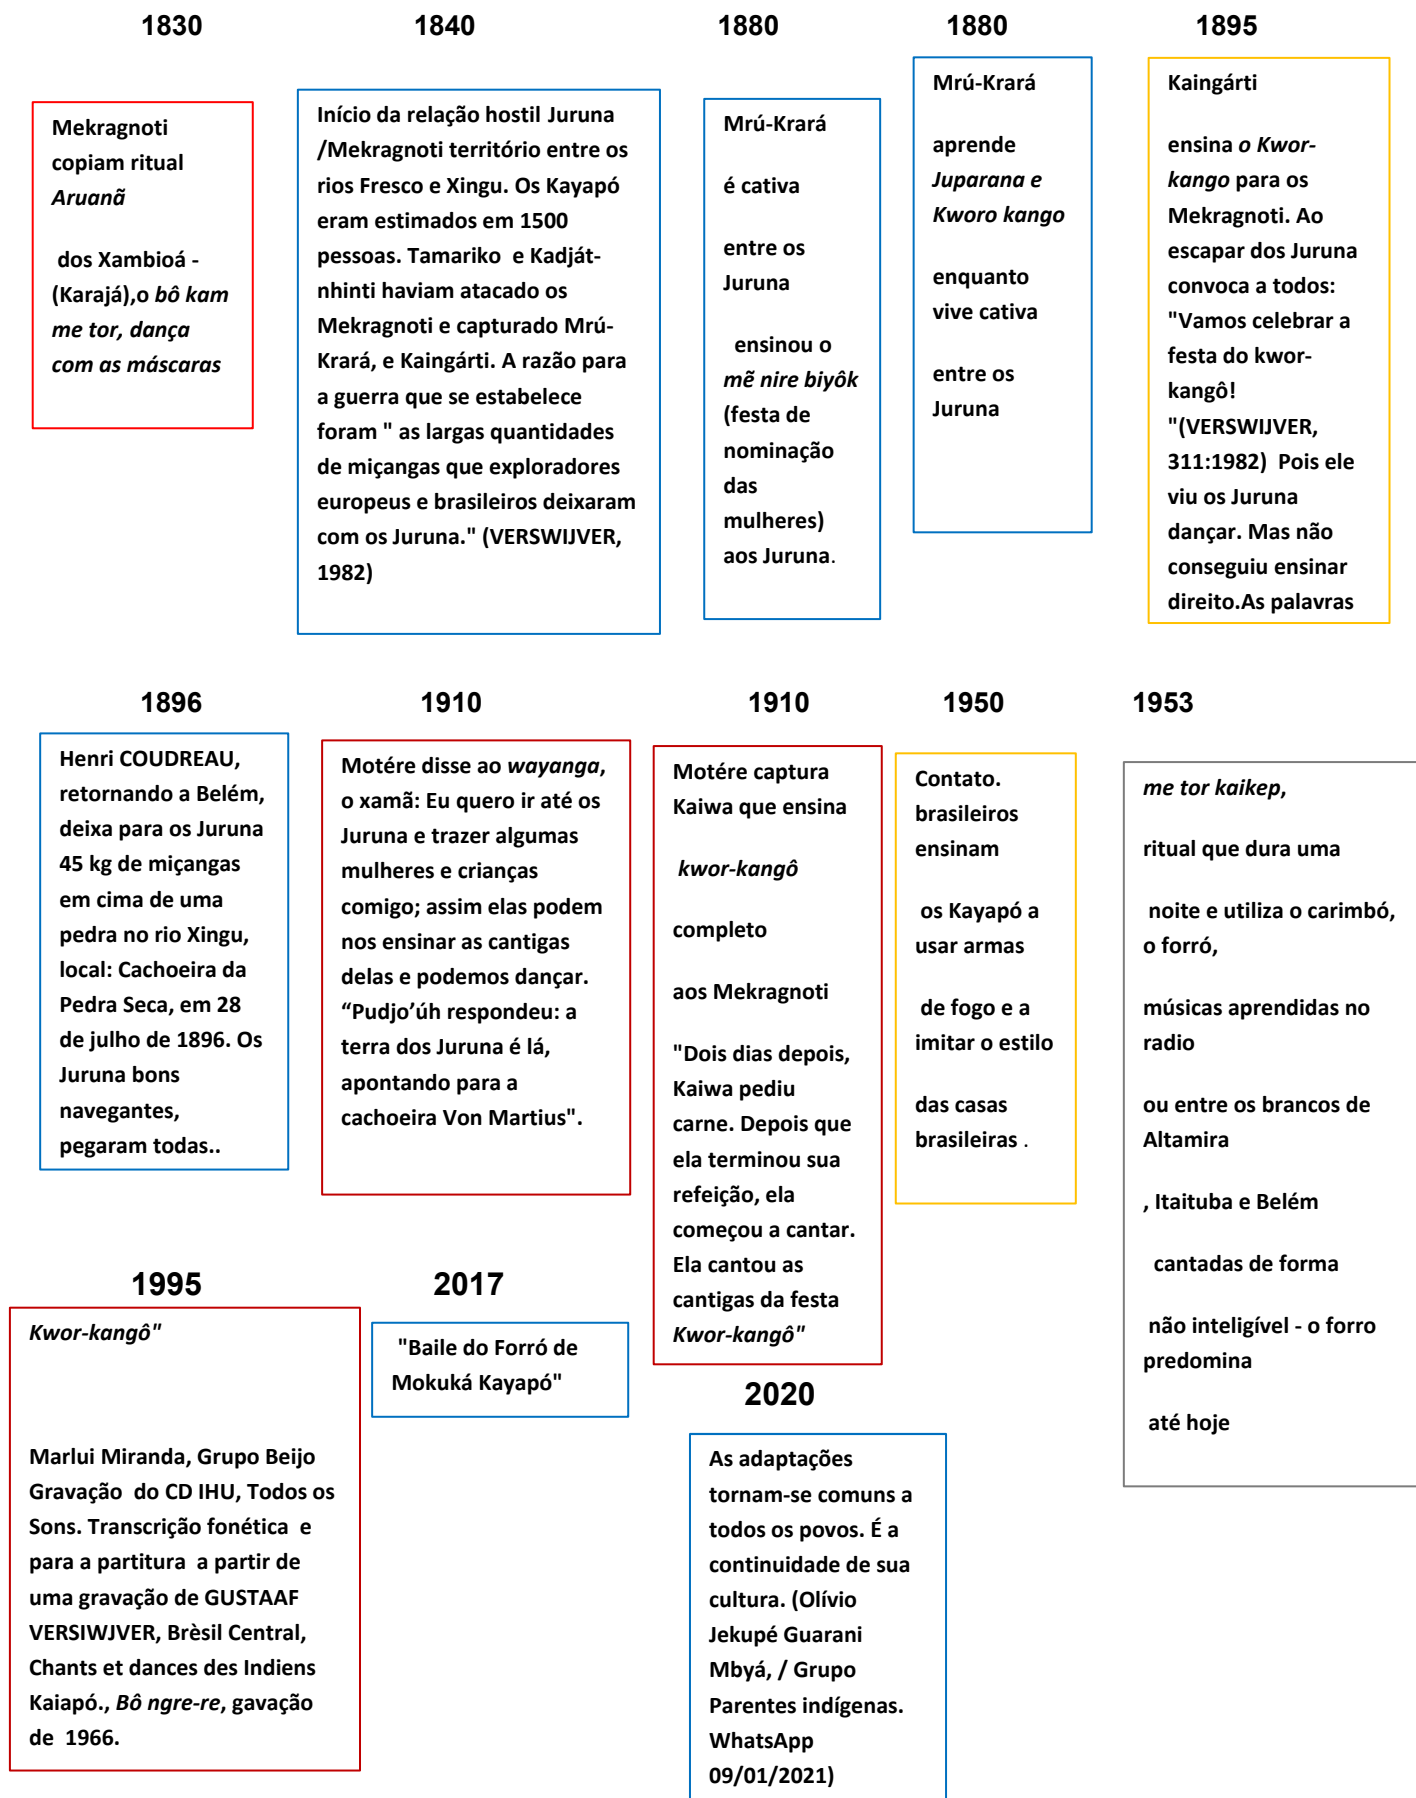 1830
Mekragnoti
copiam ritual
Aruanã
dos Xambioá -
(Karajá),o bô kam
me tor, dança
com as máscaras
1840
Início da relação hostil Juruna
/Mekragnoti território entre os
rios Fresco e Xingu. Os Kayapó
eram estimados em 1500
pessoas. Tamariko e Kadját-
nhinti haviam atacado os
Mekragnoti e capturado Mrú-
Krará, e Kaingárti. A razão para
a guerra que se estabelece
foram " as largas quantidades
de miçangas que exploradores
europeus e brasileiros deixaram
com os Juruna." (VERSWIJVER,
1982)
1880
Mrú-Krará
é cativa
entre os
Juruna
ensinou o
mẽ nire biyôk
(festa de
nominação
das
mulheres)
aos Juruna.
1880
Mrú-Krará
aprende
Juparana e
Kworo kango
enquanto
vive cativa
entre os
Juruna
1895
Kaingárti
ensina o Kwor-
kango para os
Mekragnoti. Ao
escapar dos Juruna
convoca a todos:
"Vamos celebrar a
festa do kwor-
kangô!
"(VERSWIJVER,
311:1982) Pois ele
viu os Juruna
dançar. Mas não
conseguiu ensinar
direito.As palavras
1896
Henri COUDREAU,
retornando a Belém,
deixa para os Juruna
45 kg de miçangas
em cima de uma
pedra no rio Xingu,
local: Cachoeira da
Pedra Seca, em 28
de julho de 1896. Os
Juruna bons
navegantes,
pegaram todas..
1910
Motére disse ao wayanga,
o xamã: Eu quero ir até os
Juruna e trazer algumas
mulheres e crianças
comigo; assim elas podem
nos ensinar as cantigas
delas e podemos dançar.
“Pudjo’úh respondeu: a
terra dos Juruna é lá,
apontando para a
cachoeira Von Martius".
1910
Motére captura
Kaiwa que ensina
kwor-kangô
completo
aos Mekragnoti
"Dois dias depois,
Kaiwa pediu
carne. Depois que
ela terminou sua
refeição, ela
começou a cantar.
Ela cantou as
cantigas da festa
Kwor-kangô"
1950
Contato.
brasileiros
ensinam
os Kayapó a
usar armas
de fogo e a
imitar o estilo
das casas
brasileiras .
1953
me tor kaikep,
ritual que dura uma
noite e utiliza o carimbó,
o forró,
músicas aprendidas no
radio
ou entre os brancos de
Altamira
, Itaituba e Belém
cantadas de forma
não inteligível - o forro
predomina
até hoje
1995
Kwor-kangô"
Marlui Miranda, Grupo Beijo
Gravação do CD IHU, Todos os
Sons. Transcrição fonética e
para a partitura a partir de
uma gravação de GUSTAAF
VERSIWJVER, Brèsil Central,
Chants et dances des Indiens
Kaiapó., Bô ngre-re, gavação
de 1966.
2017
"Baile do Forró de
Mokuká Kayapó"
2020
As adaptações
tornam-se comuns a
todos os povos. É a
continuidade de sua
cultura. (Olívio
Jekupé Guarani
Mbyá, / Grupo
Parentes indígenas.
WhatsApp
09/01/2021)